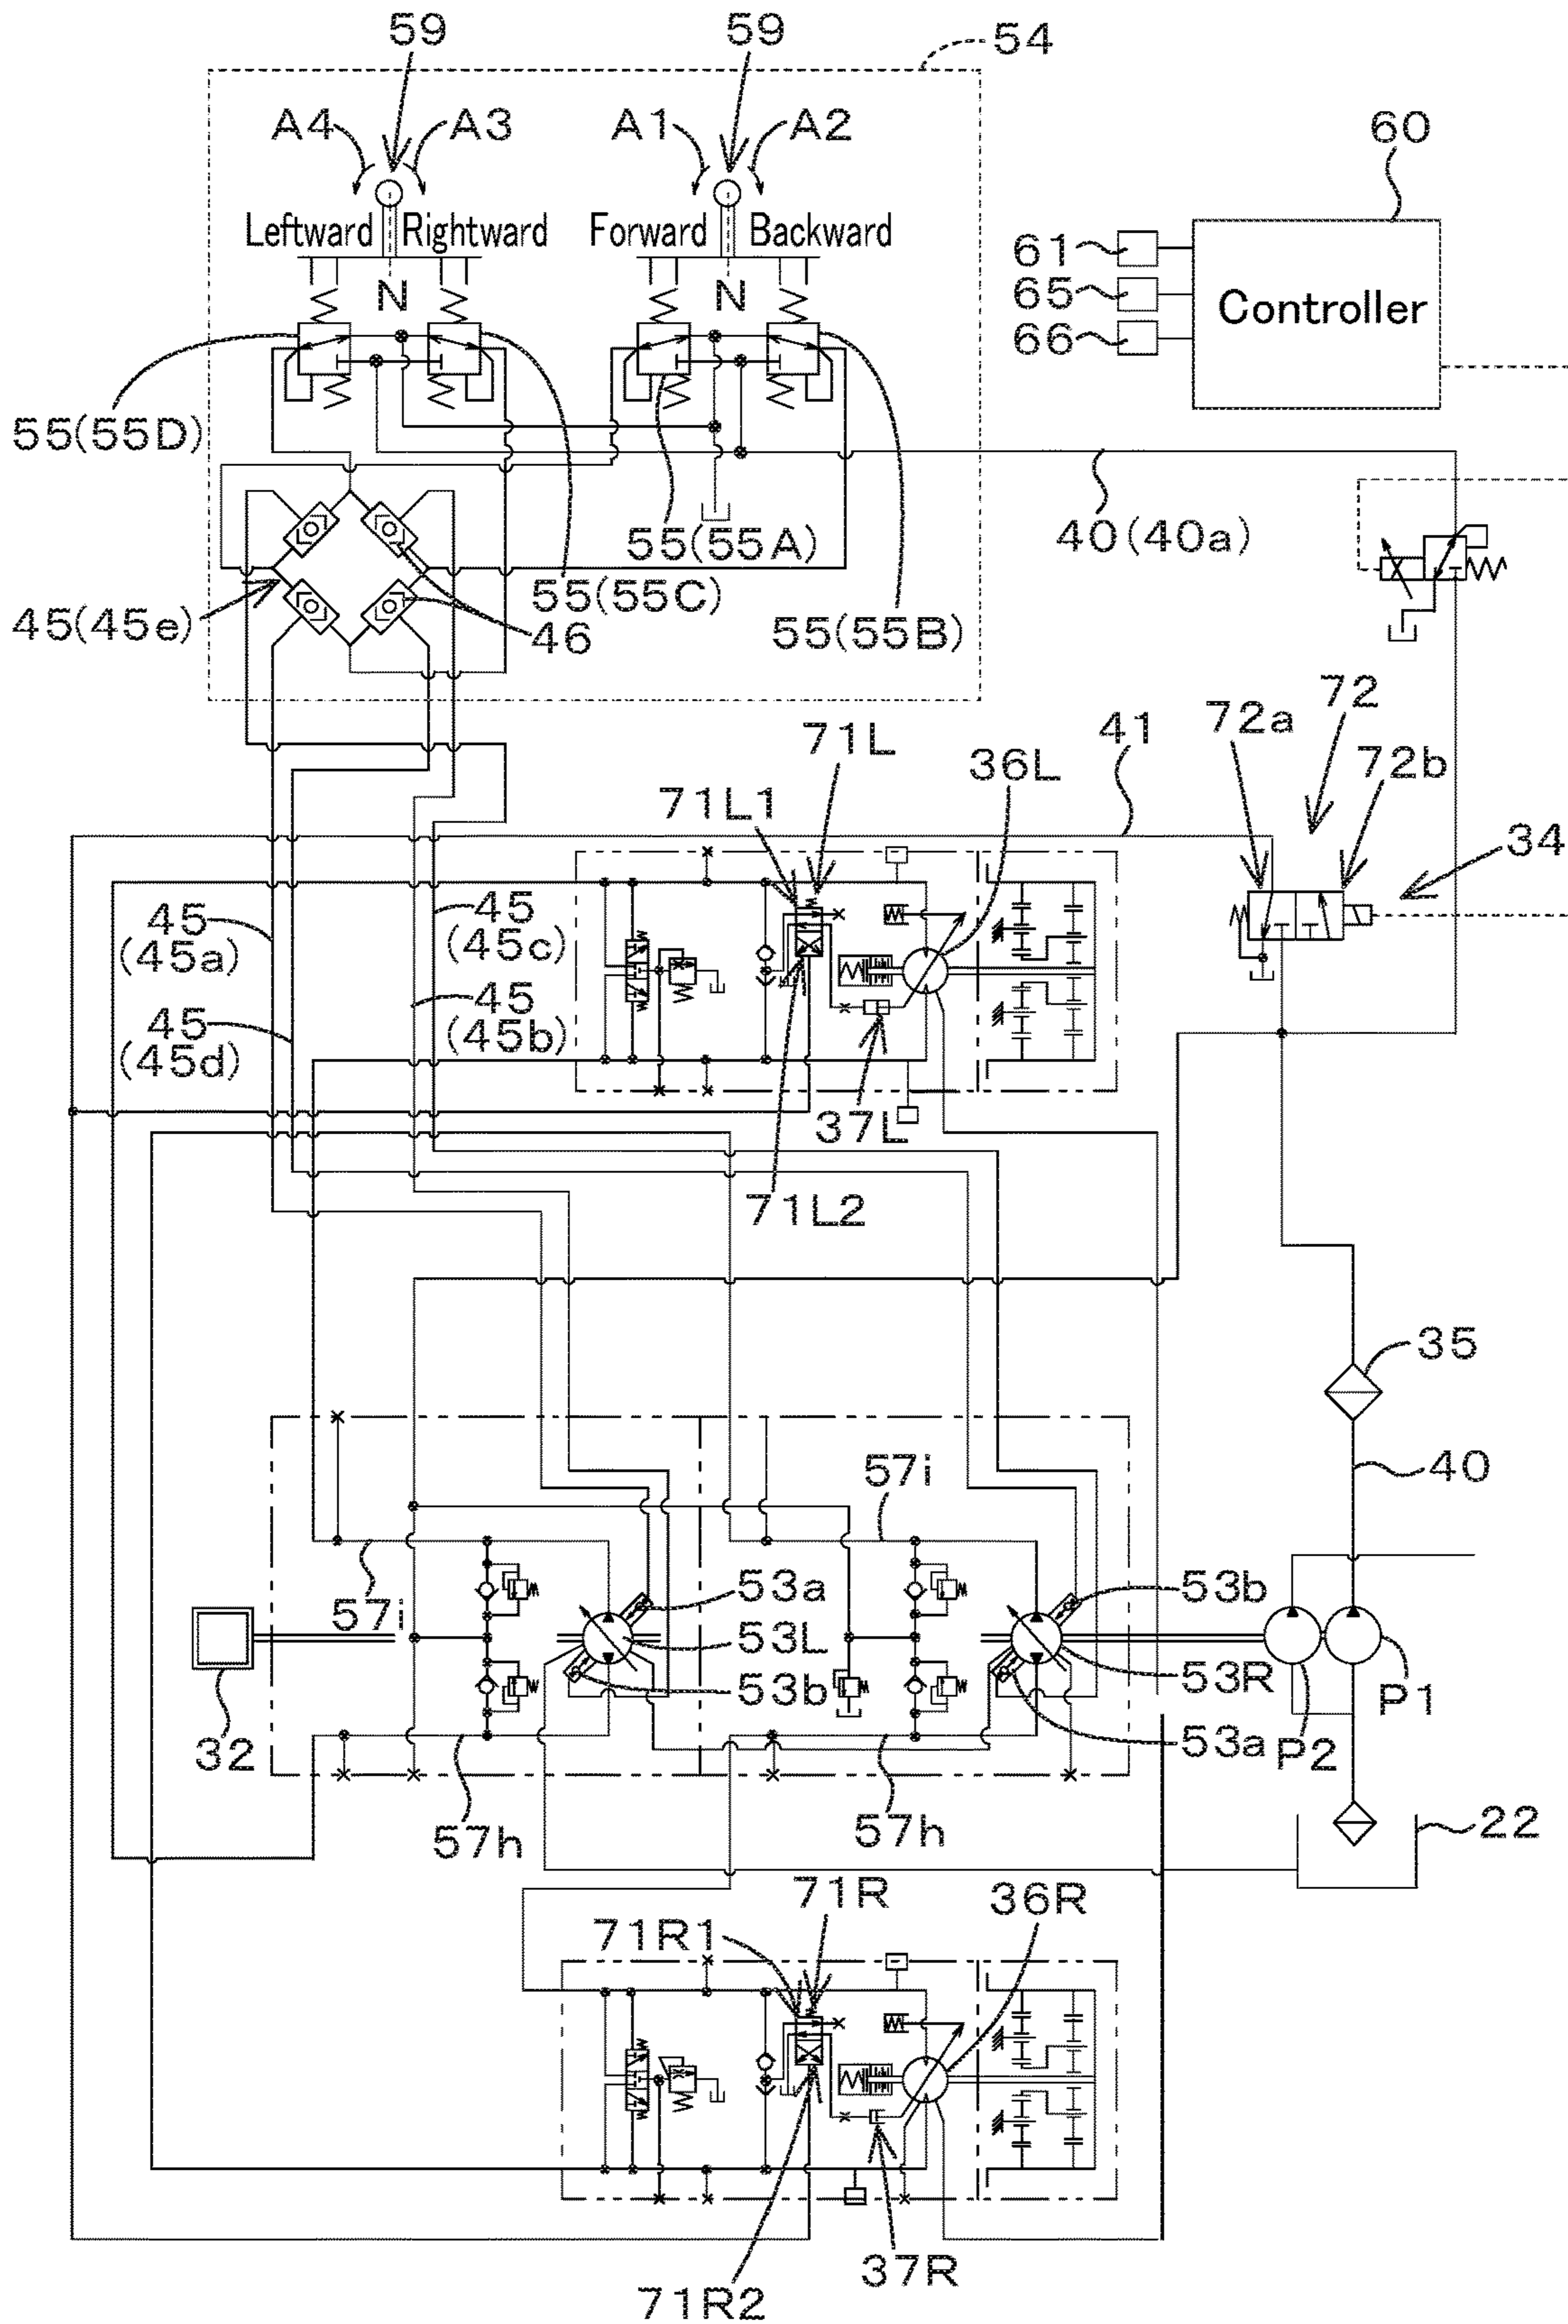 59 59 54
A4 A3 A1 A2 60
Leftward Rightward Forward Backward
N N
61
65 Controller
66
55(55D)
55(55A) 40(40a)
55(55C)
45(45e) 46 55(55B)
72
72a
71L 41 72b
36L
71L1
34
45
(45a)
45
(45c)
45
(45b)
45
(45d)
37L
71L2
35
57i 40
57i 53a 53b
53L
53b 53R P1
32 53a P2
57h 57h 22
71R 36R
71R1
37R
71R2